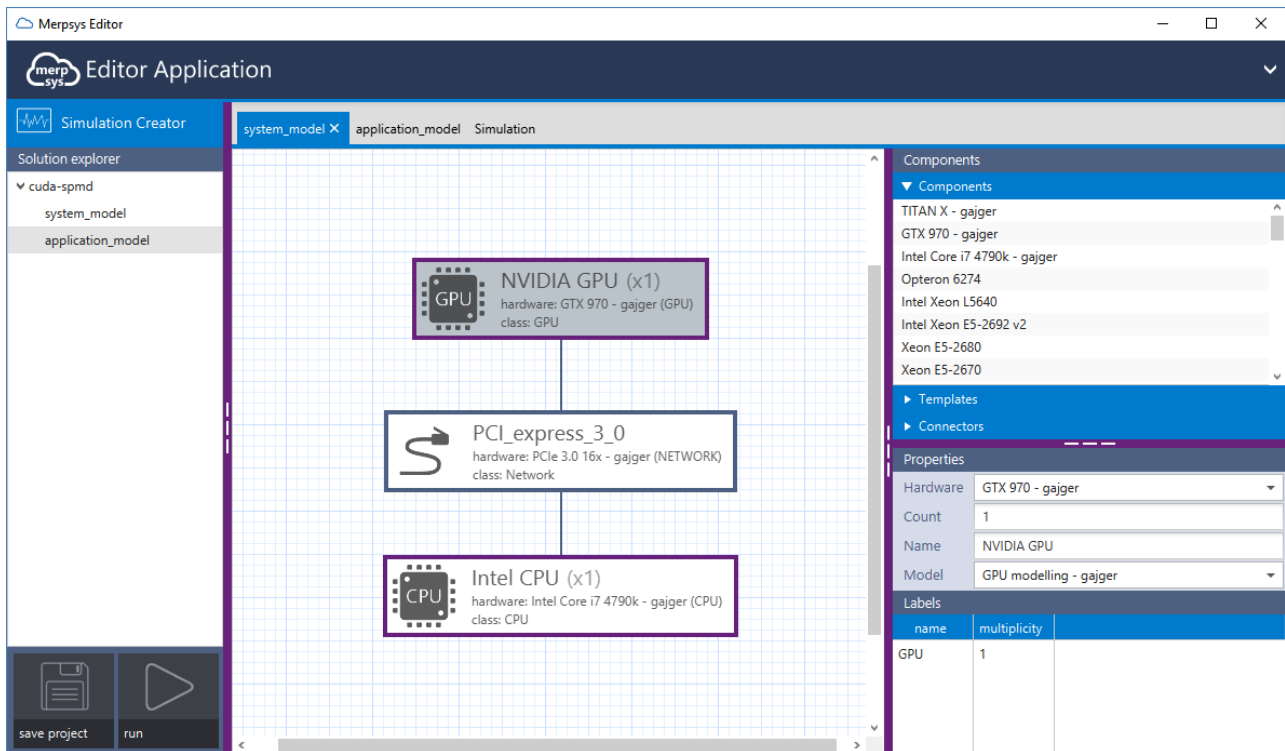 Merpsys Editor
merp
sys
Editor Application
Simulation Creator
Solution explorer
cuda-spmd
system_model
application_model
save project
run
system_model
application_model
Simulation
NVIDIA GPU (x1)
hardware: GTX 970 - gajger (GPU)
class: GPU
GPU
PCI_express_3_0
hardware: PCIe 3.0 16x - gajger (NETWORK)
class: Network
Intel CPU (x1)
hardware: Intel Core i7 4790k - gajger (CPU)
class: CPU
CPU
Components
Components
TITAN X - gajger
GTX 970 - gajger
Intel Core i7 4790k - gajger
Opteron 6274
Intel Xeon L5640
Intel Xeon E5-2692 v2
Xeon E5-2680
Xeon E5-2670
Templates
Connectors
Properties
Hardware GTX 970 - gajger
Count 1
Name NVIDIA GPU
Model GPU modelling - gajger
Labels
name multiplicity
GPU 1